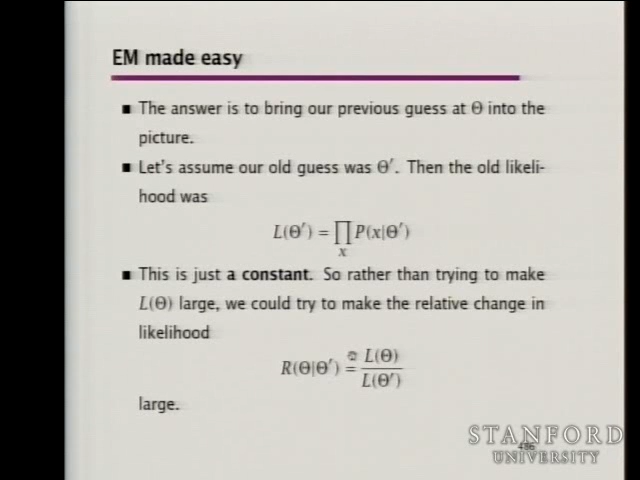 EM made easy
■ The answer is to bring our previous guess at Θ into the
picture.
■ Let's assume our old guess was Θ′. Then the old likeli-
hood was
L(Θ′) = ∏ P(x|Θ′)
x
■ This is just a constant. So rather than trying to make
L(Θ) large, we could try to make the relative change in
likelihood
R(Θ|Θ′) = L(Θ) / L(Θ′)
large.
STANFORD
UNIVERSITY